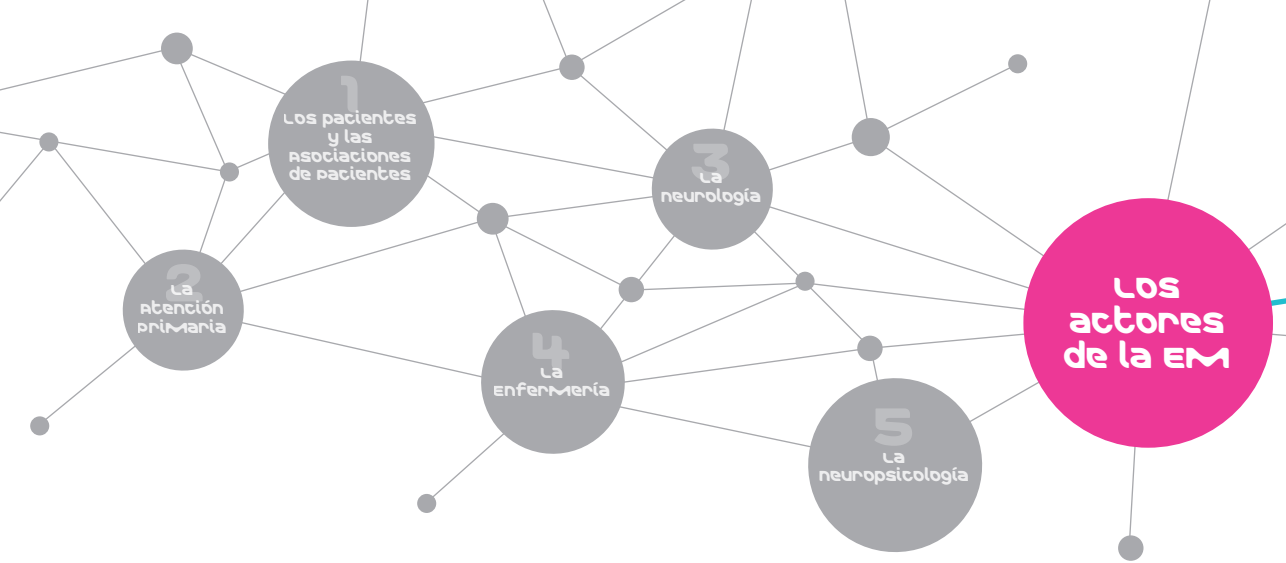 1
Los pacientes
y las
Asociaciones
de pacientes
2
La
Atención
primaria
3
La
neurología
4
La
Enfermería
5
La
neuropsicología
Los
actores
de la EM